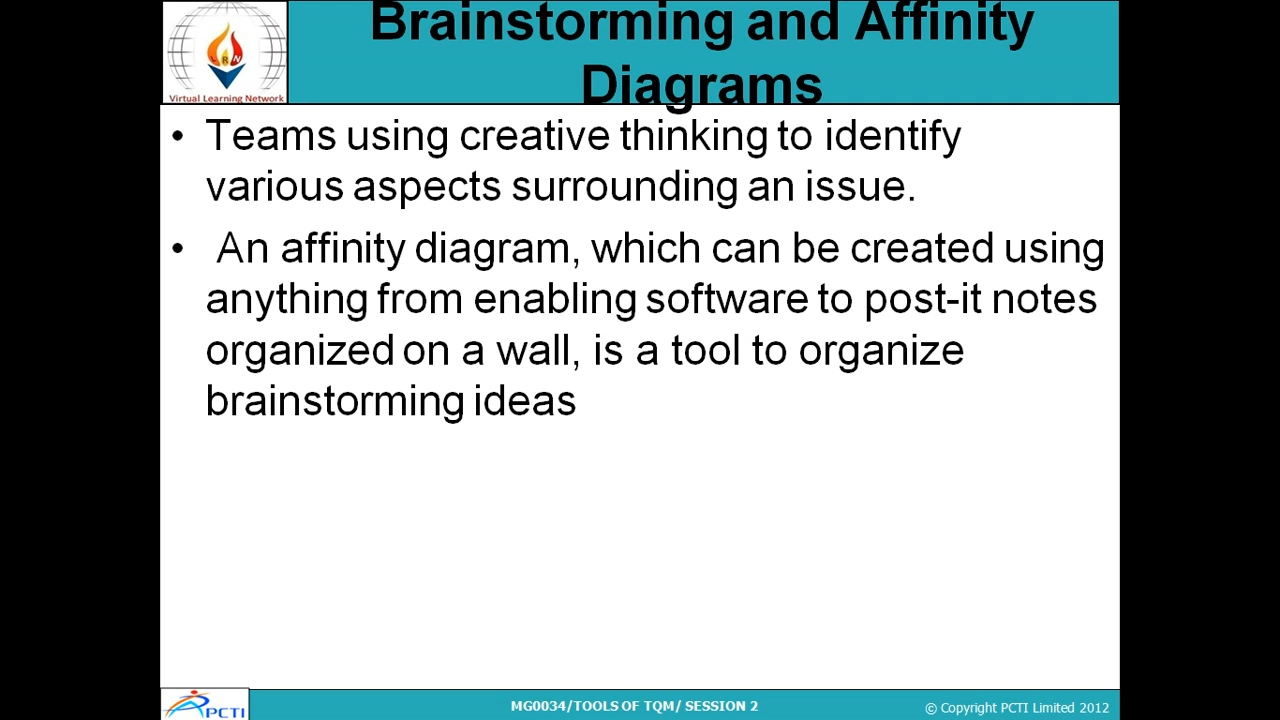 Brainstorming and Affinity
Diagrams
LRN
Virtual Learning Network
• Teams using creative thinking to identify
various aspects surrounding an issue.
• An affinity diagram, which can be created using
anything from enabling software to post-it notes
organized on a wall, is a tool to organize
brainstorming ideas
PCTI
MG0034/TOOLS OF TQM/ SESSION 2
© Copyright PCTI Limited 2012